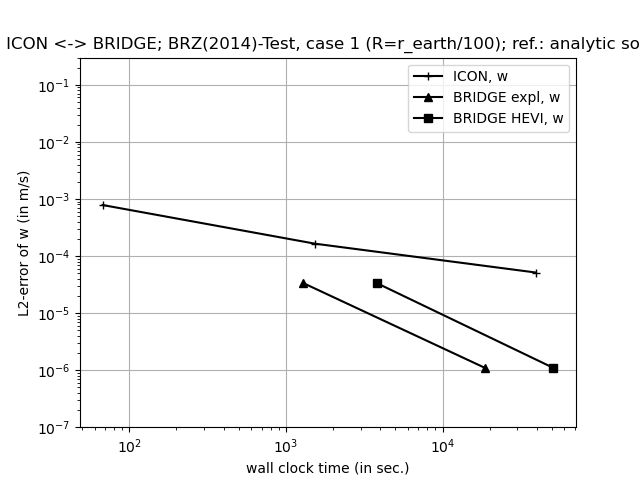 ICON <-> BRIDGE; BRZ(2014)-Test, case 1 (R=r_earth/100); ref.: analytic so
ICON, w
BRIDGE expl, w
BRIDGE HEVI, w
L2-error of w (in m/s)
10⁻¹
10⁻²
10⁻³
10⁻⁴
10⁻⁵
10⁻⁶
10⁻⁷
10² 10³ 10⁴
wall clock time (in sec.)